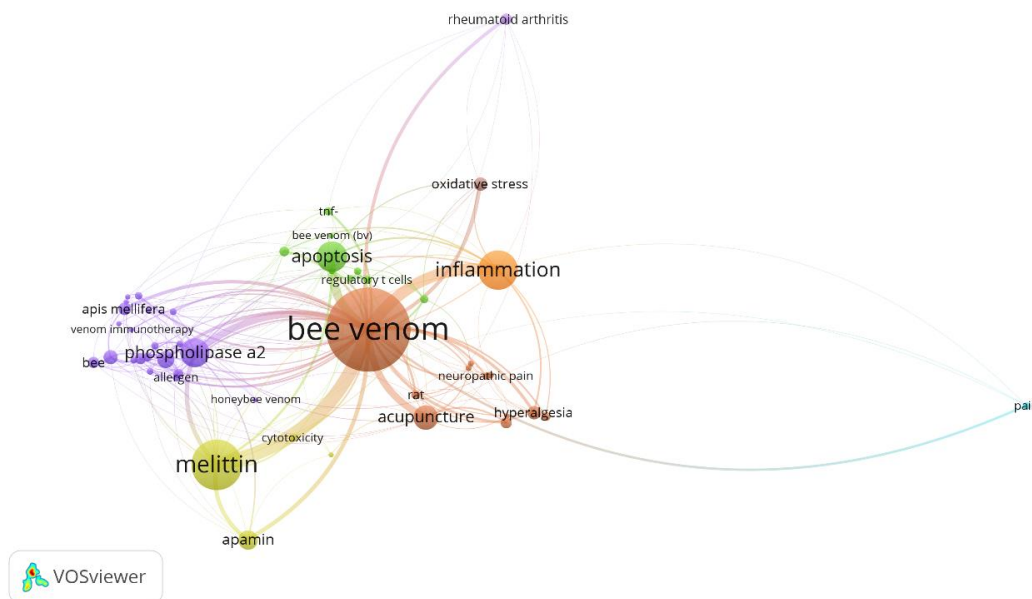 rheumatoid arthritis
oxidative stress
tnf-
bee venom (bv)
apoptosis
inflammation
regulatory t cells
apis mellifera
bee venom
venom immunotherapy
phospholipase a2
bee
allergen
neuropathic pain
rat
honeybee venom
hyperalgesia
pai
acupuncture
cytotoxicity
melittin
apamin
VOSviewer